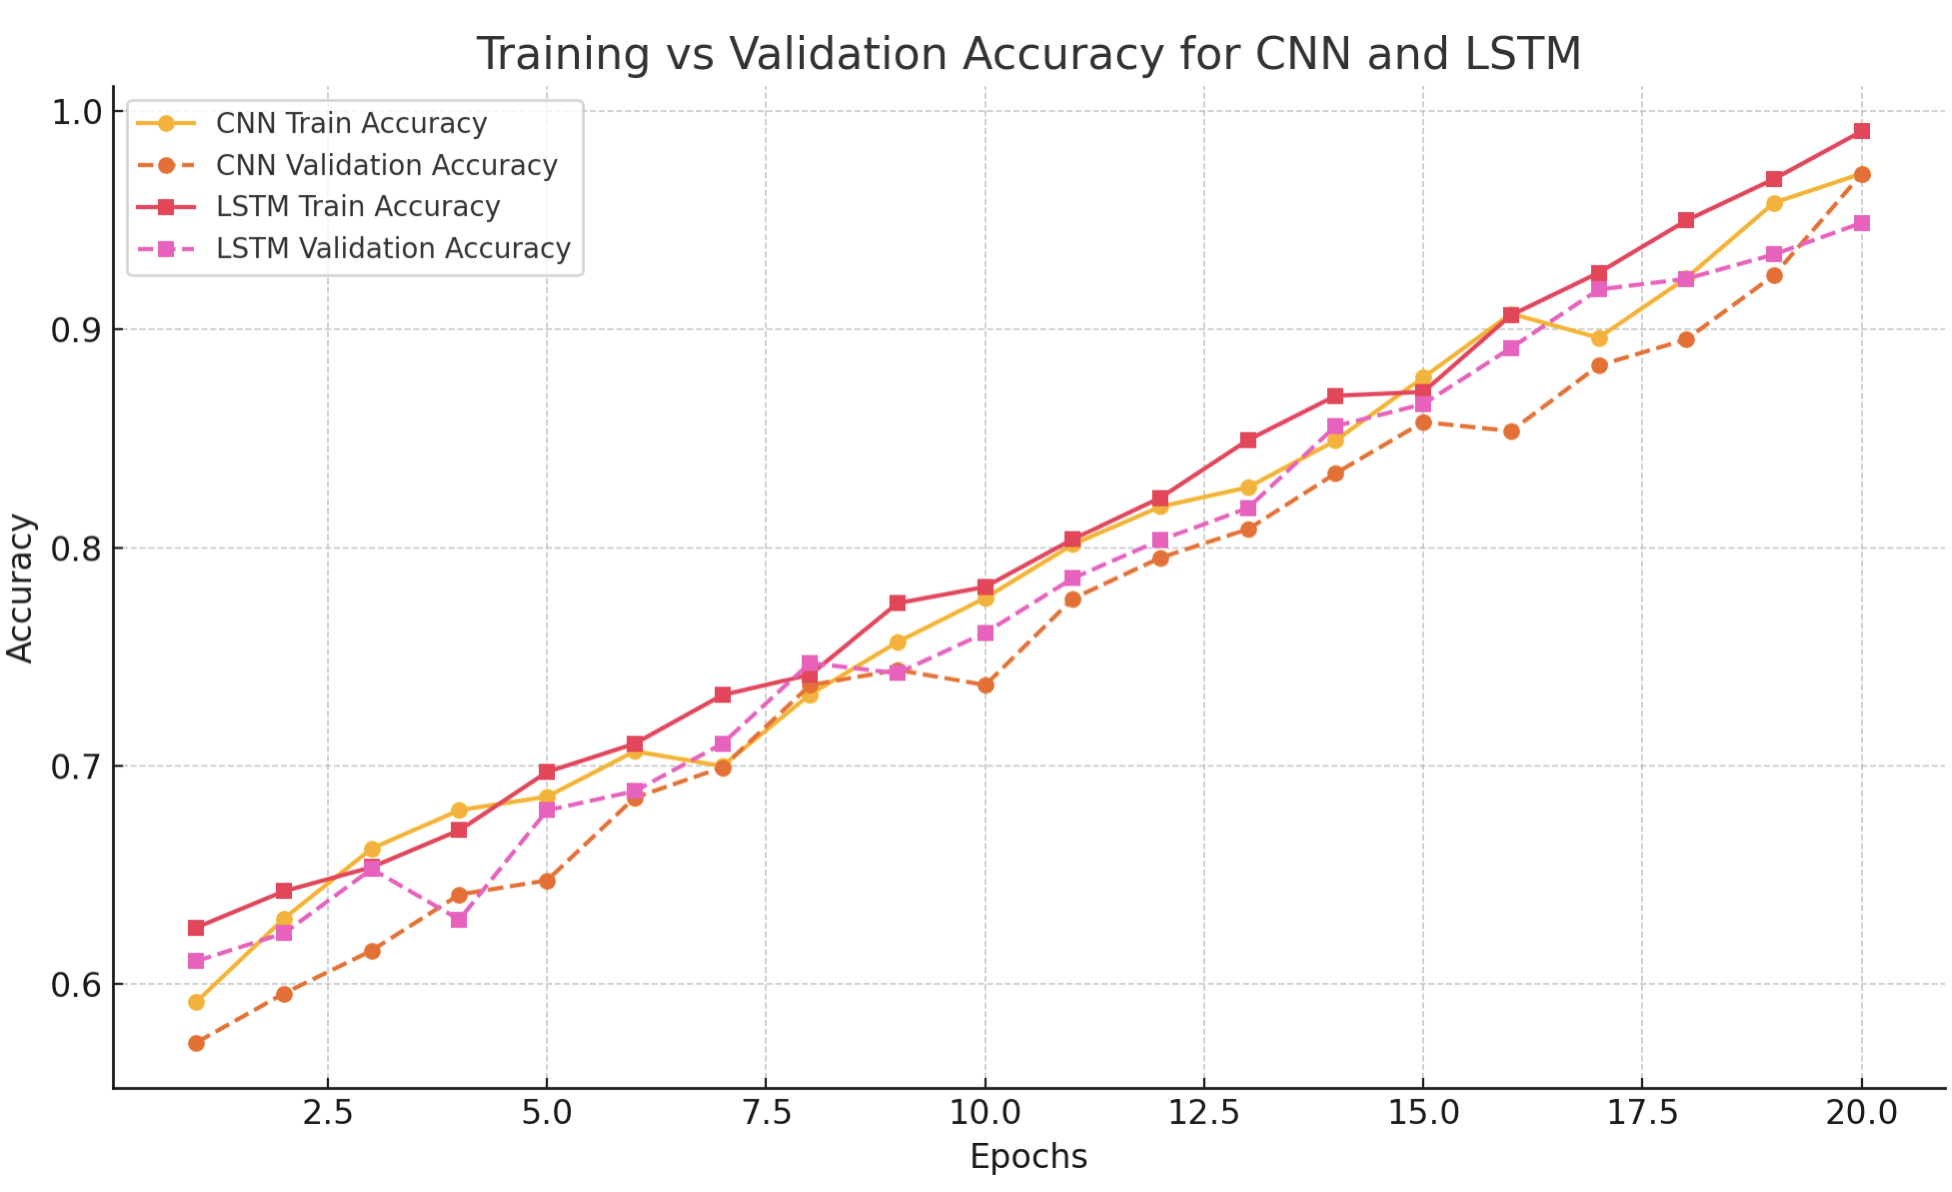 Training vs Validation Accuracy for CNN and LSTM
CNN Train Accuracy
CNN Validation Accuracy
LSTM Train Accuracy
LSTM Validation Accuracy
1.0
0.9
0.8
0.7
0.6
Accuracy
2.5 5.0 7.5 10.0 12.5 15.0 17.5 20.0
Epochs